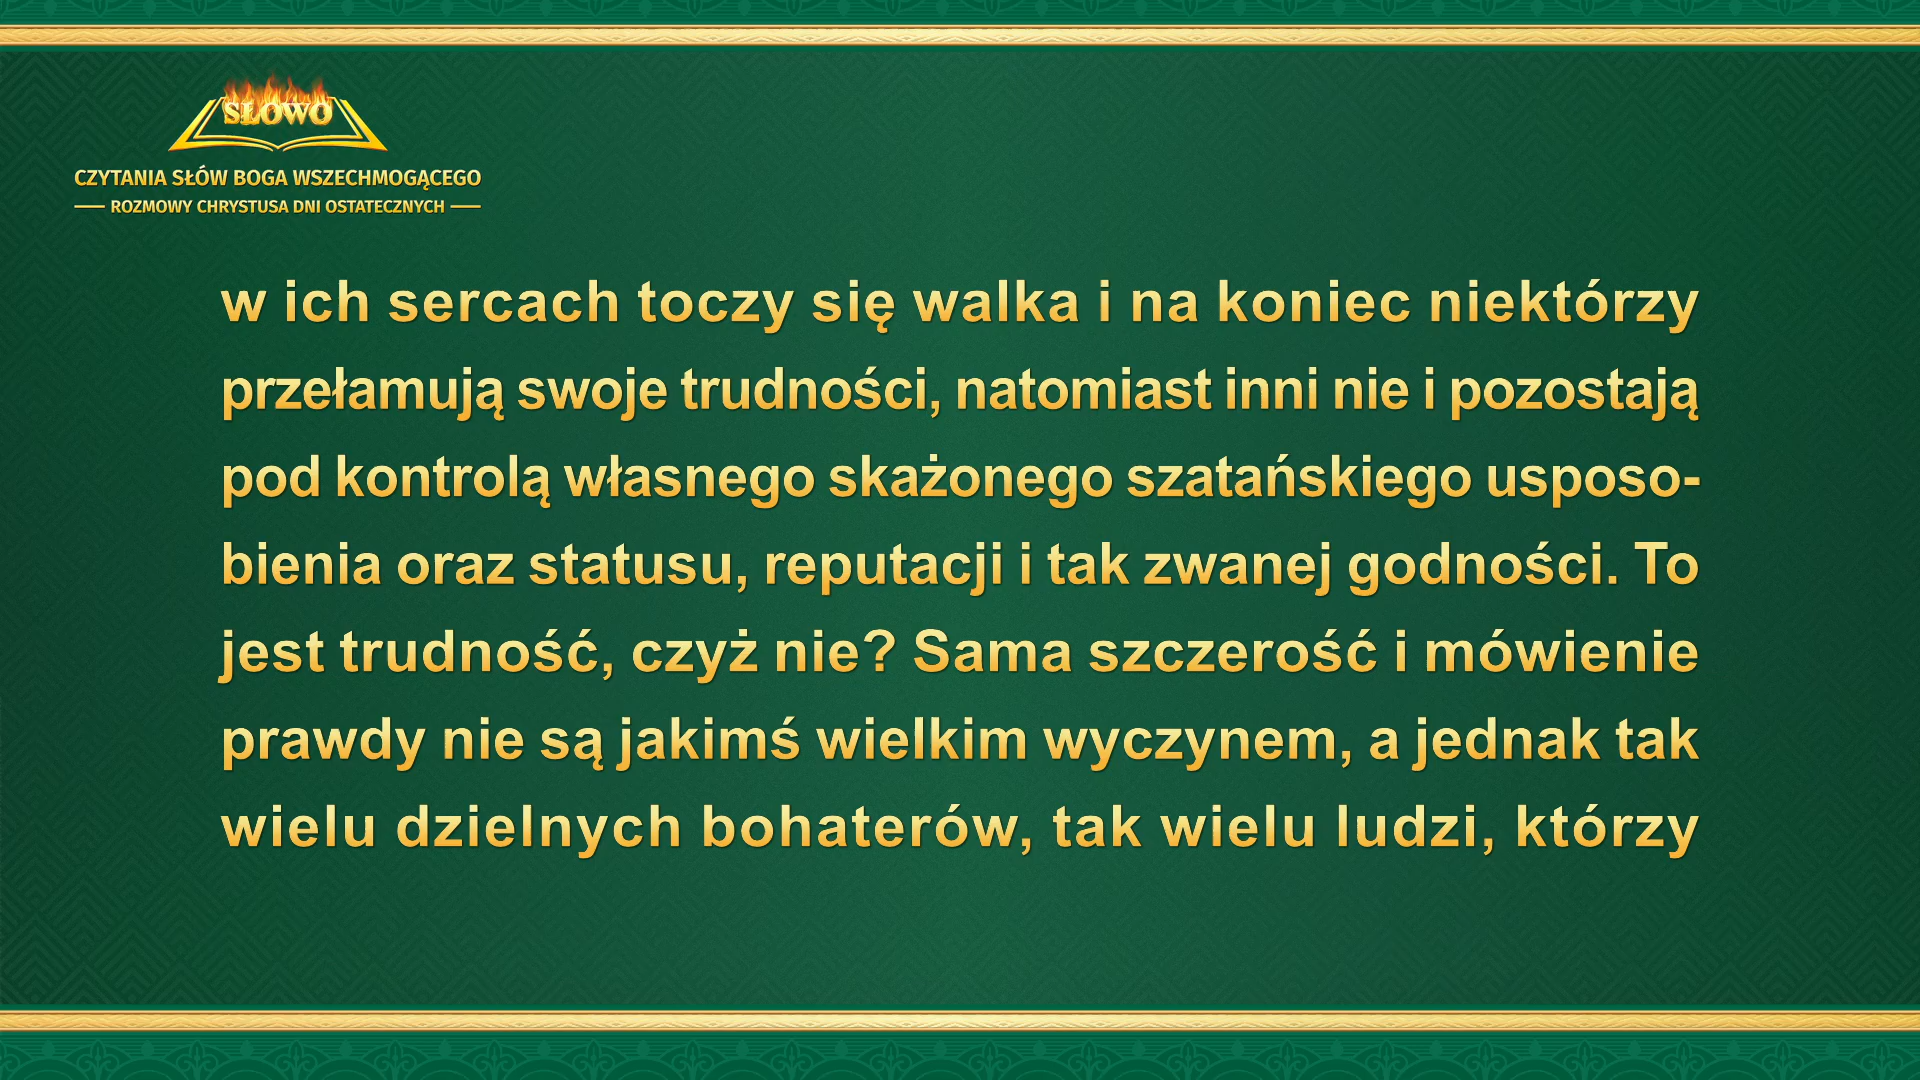 SŁOWO
CZYTANIA SŁÓW BOGA WSZECHMOGĄCEGO
ROZMOWY CHRYSTUSA DNI OSTATECZNYCH
w ich sercach toczy się walka i na koniec niektórzy
przełamują swoje trudności, natomiast inni nie i pozostają
pod kontrolą własnego skażonego szatańskiego usposo-
bienia oraz statusu, reputacji i tak zwanej godności. To
jest trudność, czyż nie? Sama szczerość i mówienie
prawdy nie są jakimś wielkim wyczynem, a jednak tak
wielu dzielnych bohaterów, tak wielu ludzi, którzy